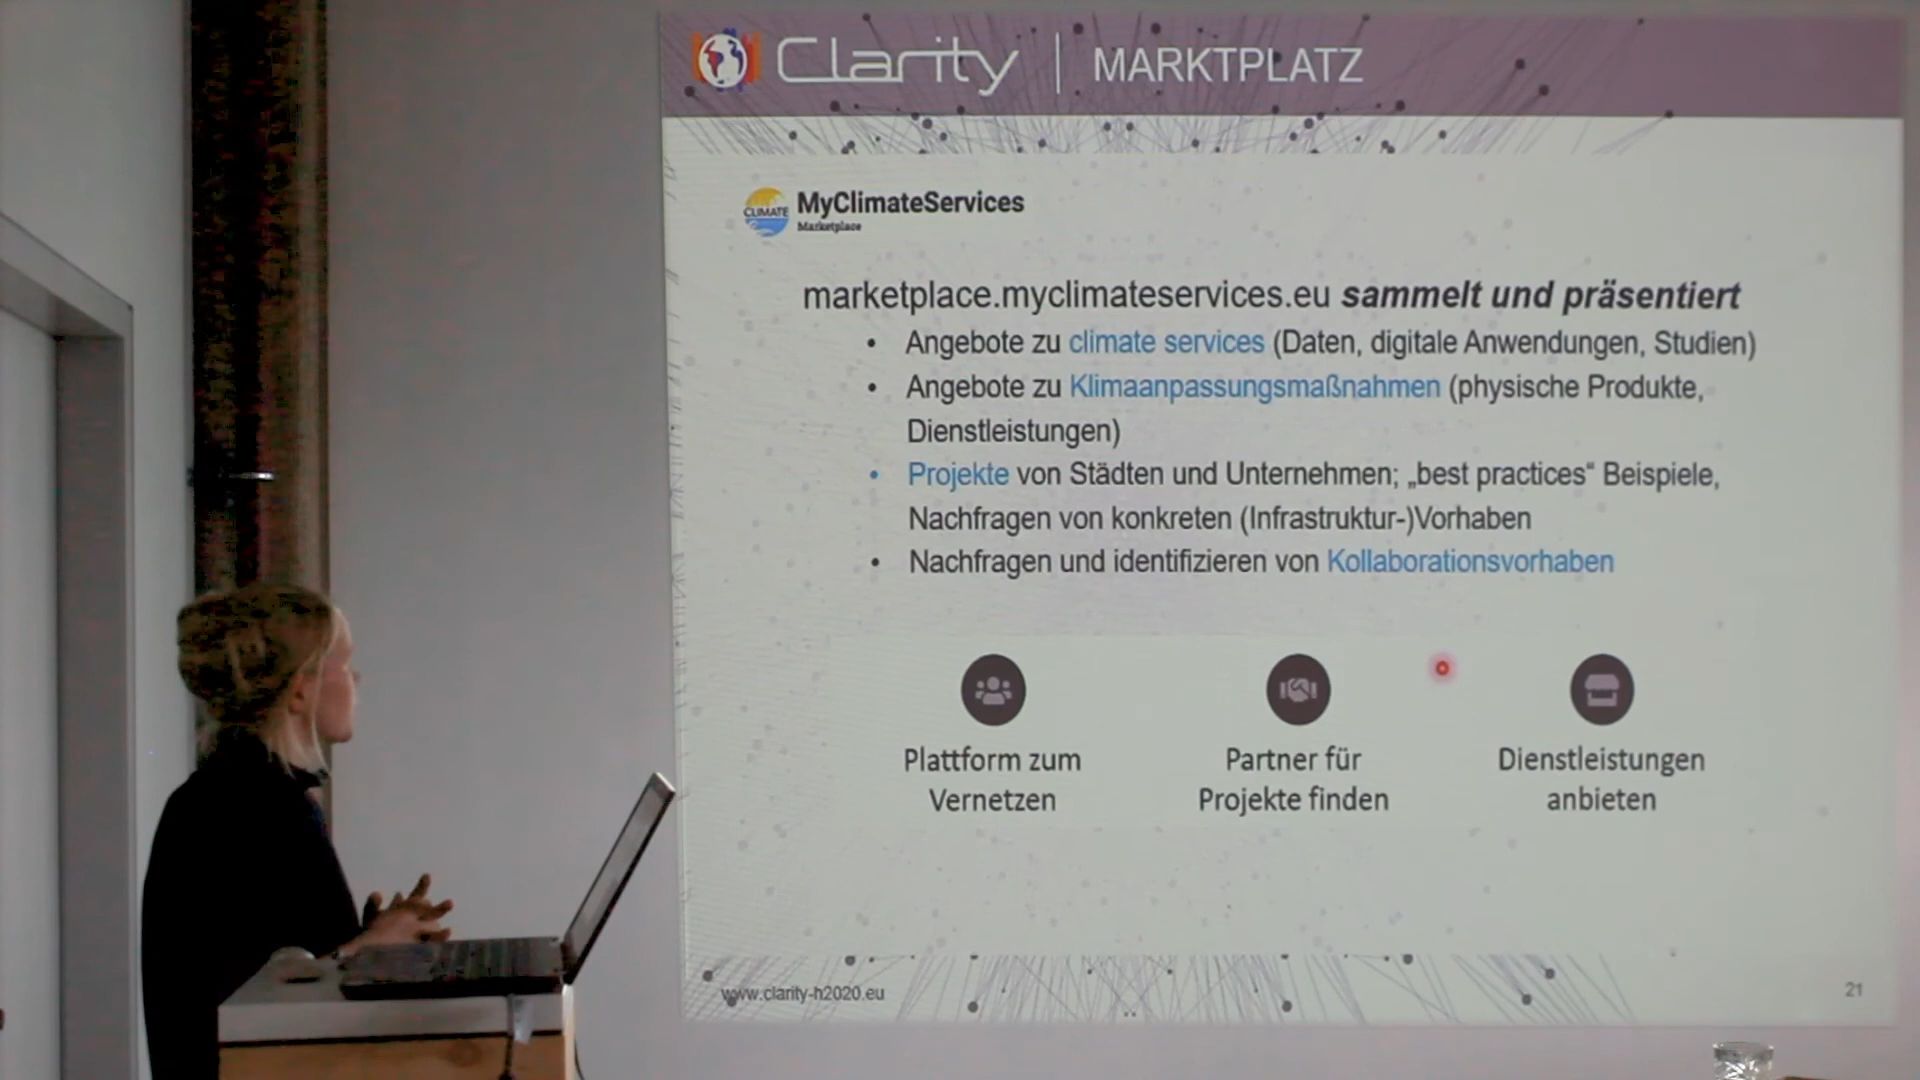 Clarity | MARKTPLATZ
CLIMATE
MyClimateServices
Marketplace
marketplace.myclimateservices.eu sammelt und präsentiert
• Angebote zu climate services (Daten, digitale Anwendungen, Studien)
• Angebote zu Klimaanpassungsmaßnahmen (physische Produkte,
Dienstleistungen)
• Projekte von Städten und Unternehmen; „best practices“ Beispiele,
Nachfragen von konkreten (Infrastruktur-)Vorhaben
• Nachfragen und identifizieren von Kollaborationsvorhaben
Plattform zum
Vernetzen
Partner für
Projekte finden
Dienstleistungen
anbieten
www.clarity-h2020.eu
21